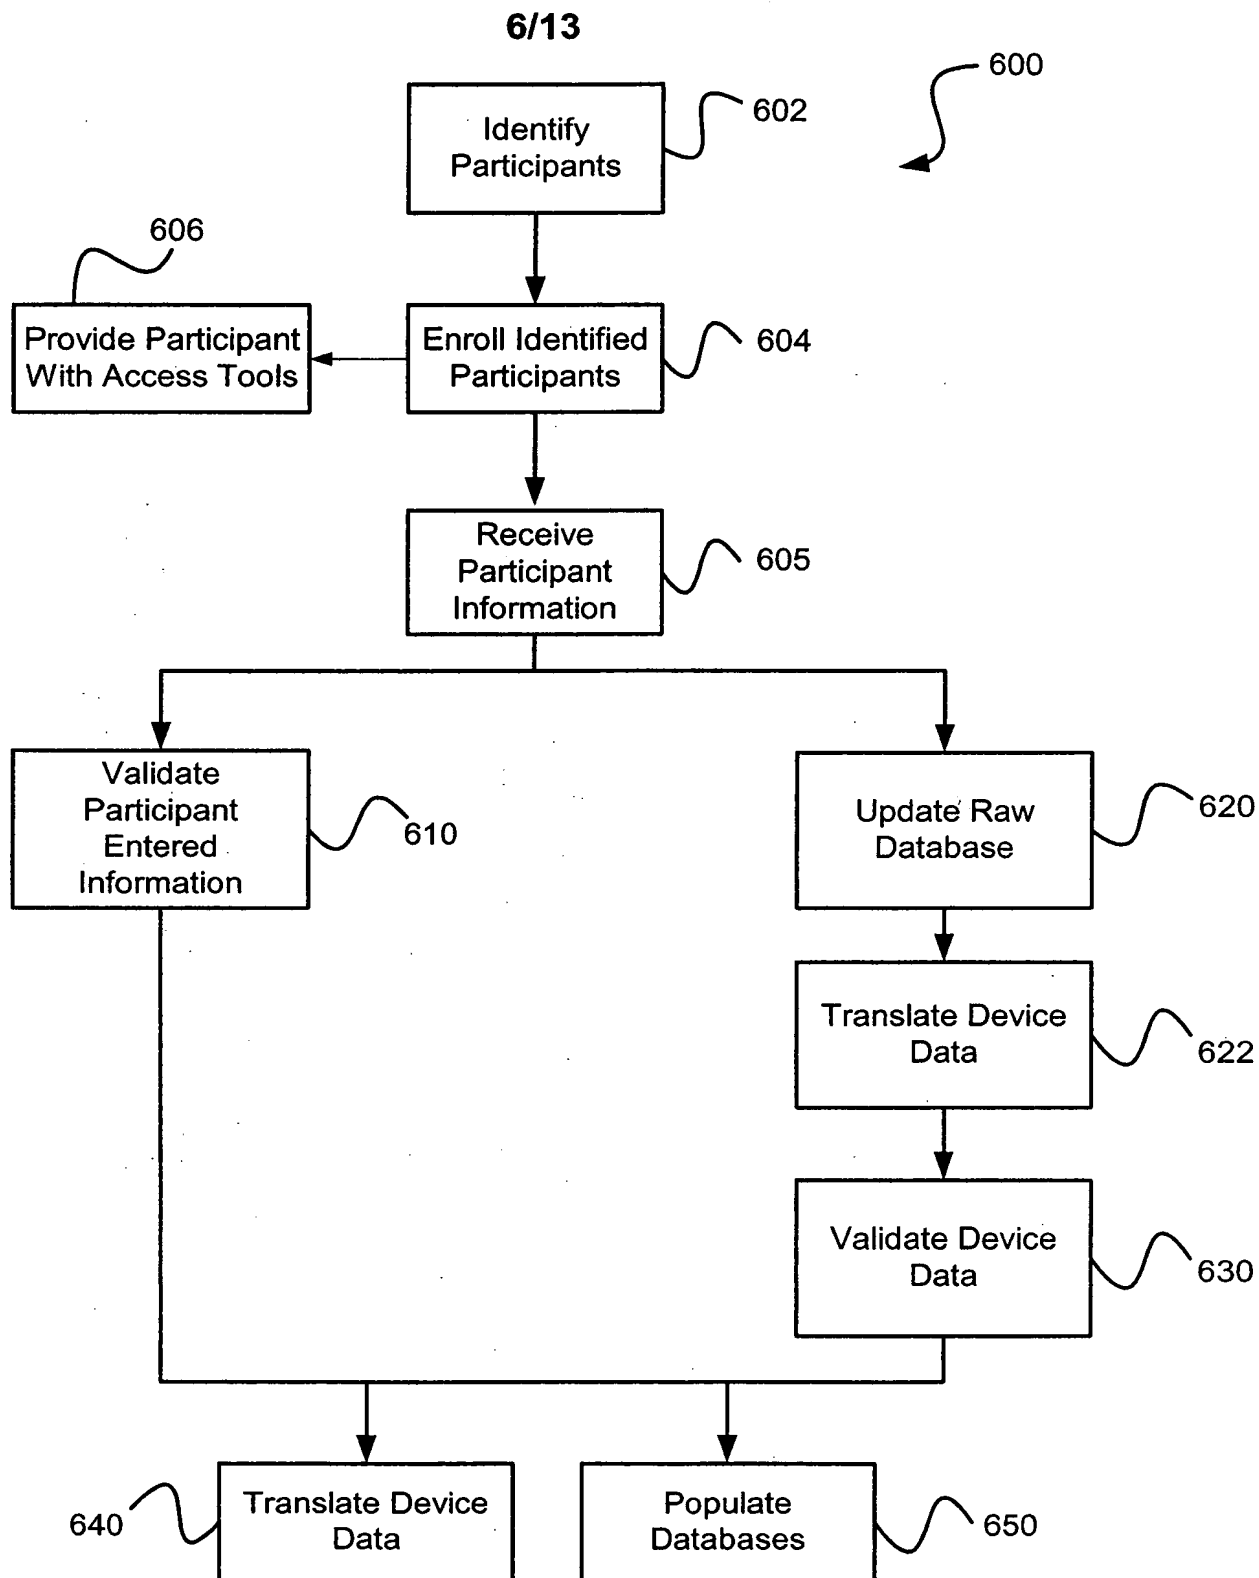 6/13
600
Identify
Participants
602
606
Provide Participant
With Access Tools
Enroll Identified
Participants
604
Receive
Participant
Information
605
Validate
Participant
Entered
Information
610
Update Raw
Database
620
Translate Device
Data
622
Validate Device
Data
630
640
Translate Device
Data
Populate
Databases
650